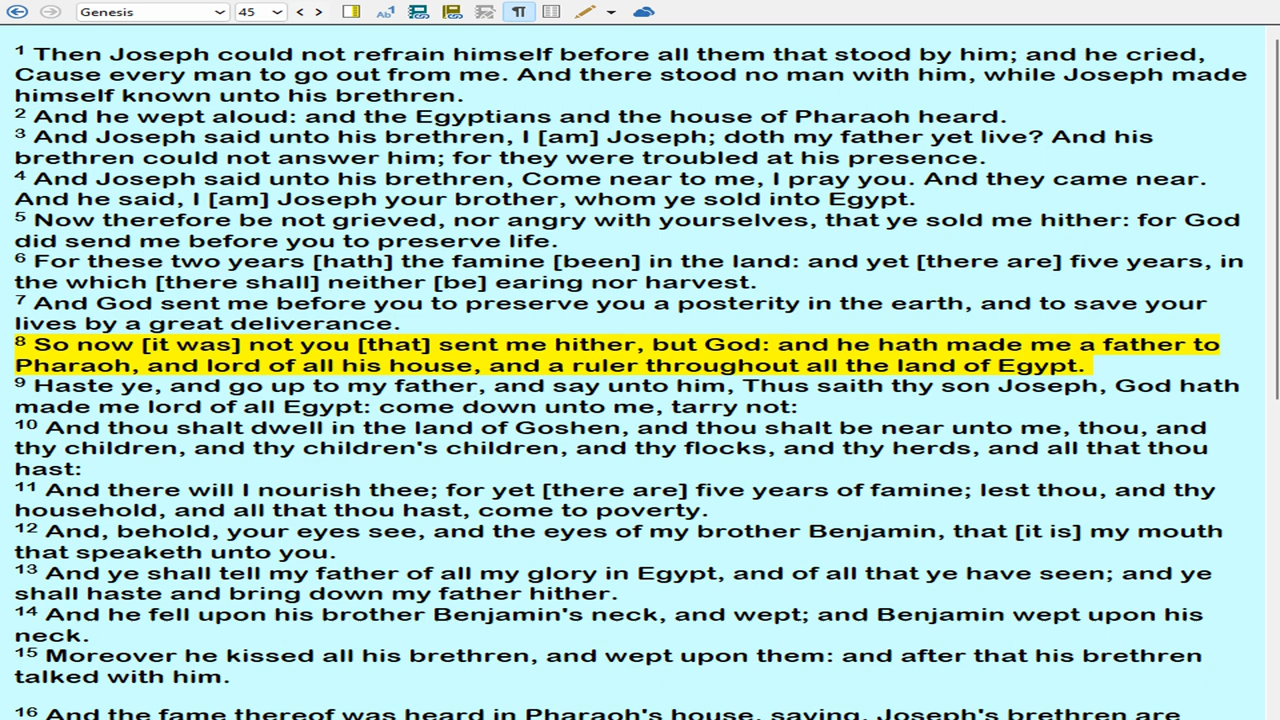 Genesis 45 < >
1 Then Joseph could not refrain himself before all them that stood by him; and he cried,
Cause every man to go out from me. And there stood no man with him, while Joseph made
himself known unto his brethren.
2 And he wept aloud: and the Egyptians and the house of Pharaoh heard.
3 And Joseph said unto his brethren, I [am] Joseph; doth my father yet live? And his
brethren could not answer him; for they were troubled at his presence.
4 And Joseph said unto his brethren, Come near to me, I pray you. And they came near.
And he said, I [am] Joseph your brother, whom ye sold into Egypt.
5 Now therefore be not grieved, nor angry with yourselves, that ye sold me hither: for God
did send me before you to preserve life.
6 For these two years [hath] the famine [been] in the land: and yet [there are] five years, in
the which [there shall] neither [be] earing nor harvest.
7 And God sent me before you to preserve you a posterity in the earth, and to save your
lives by a great deliverance.
8 So now [it was] not you [that] sent me hither, but God: and he hath made me a father to
Pharaoh, and lord of all his house, and a ruler throughout all the land of Egypt.
9 Haste ye, and go up to my father, and say unto him, Thus saith thy son Joseph, God hath
made me lord of all Egypt: come down unto me, tarry not:
10 And thou shalt dwell in the land of Goshen, and thou shalt be near unto me, thou, and
thy children, and thy children's children, and thy flocks, and thy herds, and all that thou
hast:
11 And there will I nourish thee; for yet [there are] five years of famine; lest thou, and thy
household, and all that thou hast, come to poverty.
12 And, behold, your eyes see, and the eyes of my brother Benjamin, that [it is] my mouth
that speaketh unto you.
13 And ye shall tell my father of all my glory in Egypt, and of all that ye have seen; and ye
shall haste and bring down my father hither.
14 And he fell upon his brother Benjamin's neck, and wept; and Benjamin wept upon his
neck.
15 Moreover he kissed all his brethren, and wept upon them: and after that his brethren
talked with him.
16 And the fame thereof was heard in Pharaoh's house, saying, Joseph's brethren are